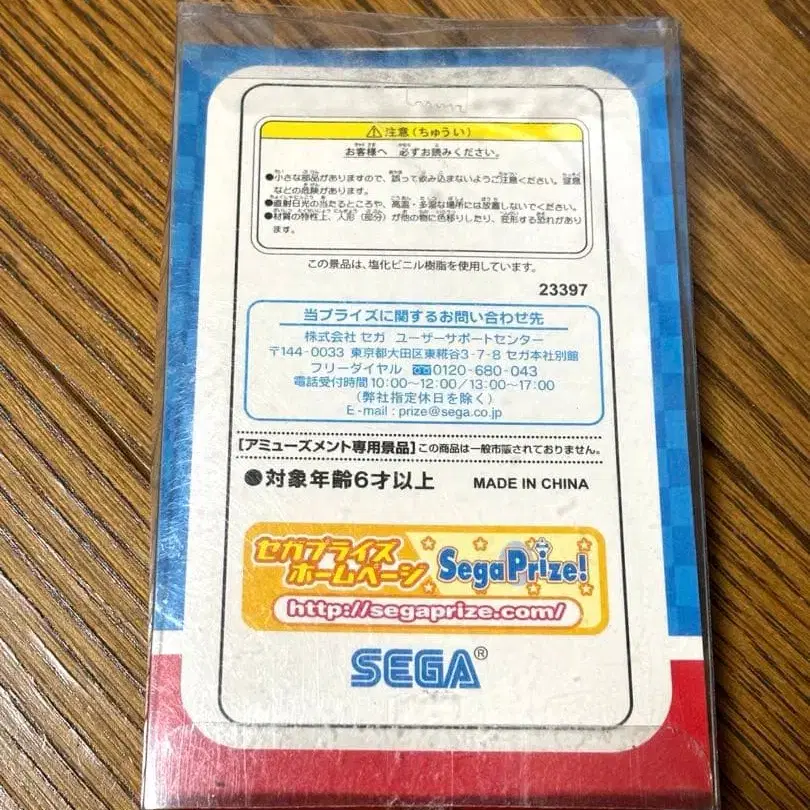 ⚠注意(ちゅうい)
お客様へ 必ずお読みください。
●小さな部品がありますので、誤って飲み込まないようご注意ください。窒息
などの危険があります。
●直射日光の当たるところや、高温・多湿な場所には放置しないでください。
●材質の特性上、人形(部分)が他の物に色移りしたり、変形する恐れがありま
す。
この景品は、塩化ビニル樹脂を使用しています。
23397
当プライズに関するお問い合わせ先
株式会社 セガ ユーザーサポートセンター
〒144-0033 東京都大田区東糀谷3-7-8 セガ本社別館
フリーダイヤル 0120-680-043
電話受付時間 10:00〜12:00/13:00〜17:00
(弊社指定休日を除く)
E-mail : prize@sega.co.jp
[アミューズメント専用景品] この商品は一般市販されておりません。
●対象年齢6才以上 MADE IN CHINA
セガプライズ
ホームページ
SegaPrize!
http://segaprize.com/
SEGA®